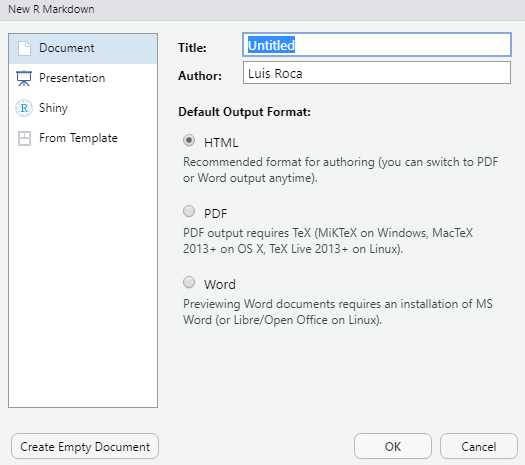 New R Markdown
Document
Presentation
R Shiny
From Template
Title: Untitled
Author: Luis Roca
Default Output Format:
HTML
Recommended format for authoring (you can switch to PDF
or Word output anytime).
PDF
PDF output requires TeX (MiKTeX on Windows, MacTeX
2013+ on OS X, TeX Live 2013+ on Linux).
Word
Previewing Word documents requires an installation of MS
Word (or Libre/Open Office on Linux).
Create Empty Document
OK
Cancel